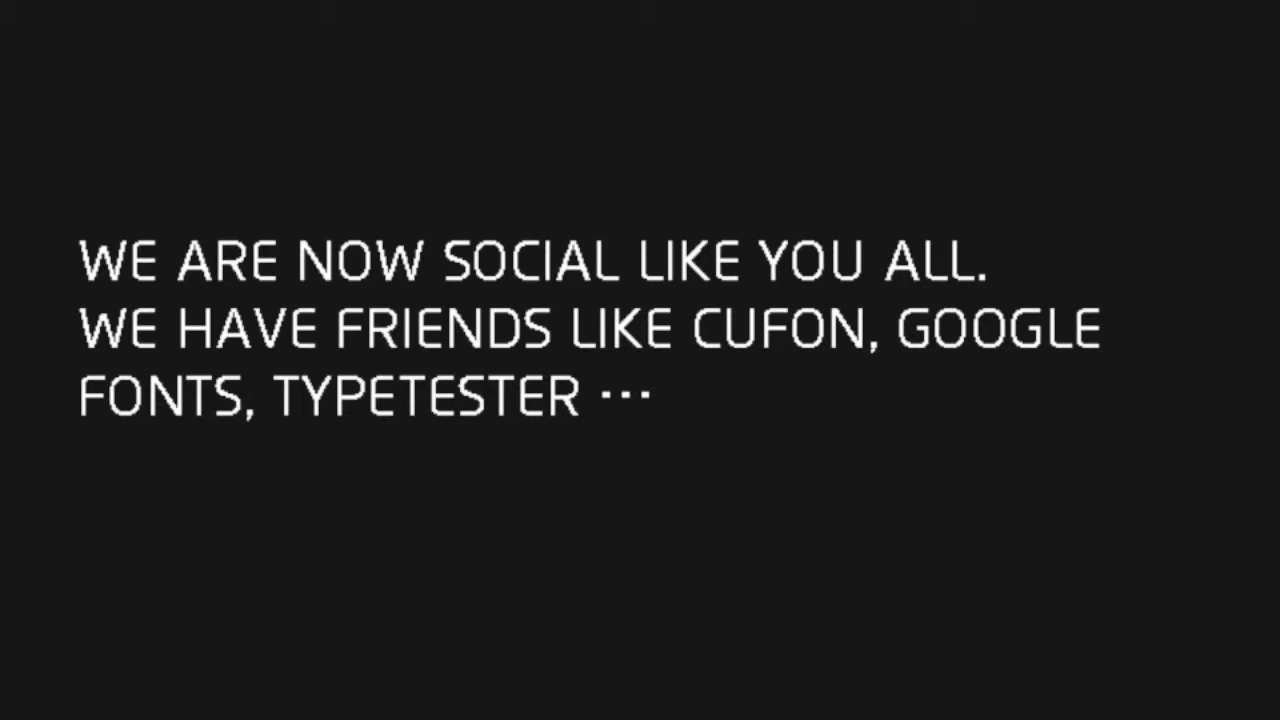 WE ARE NOW SOCIAL LIKE YOU ALL.
WE HAVE FRIENDS LIKE CUFON, GOOGLE
FONTS, TYPETESTER ···